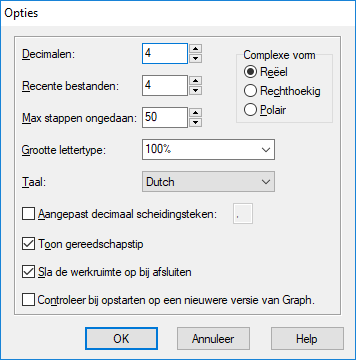 Opties
Decimalen: 4
Complexe vorm
Reëel
Recente bestanden: 4
Rechthoekig
Polair
Max stappen ongedaan: 50
Grootte lettertype: 100%
Taal: Dutch
Aangepast decimaal scheidingsteken: .
Toon gereedschapstip
Sla de werkruimte op bij afsluiten
Controleer bij opstarten op een nieuwere versie van Graph.
OK Annuleer Help